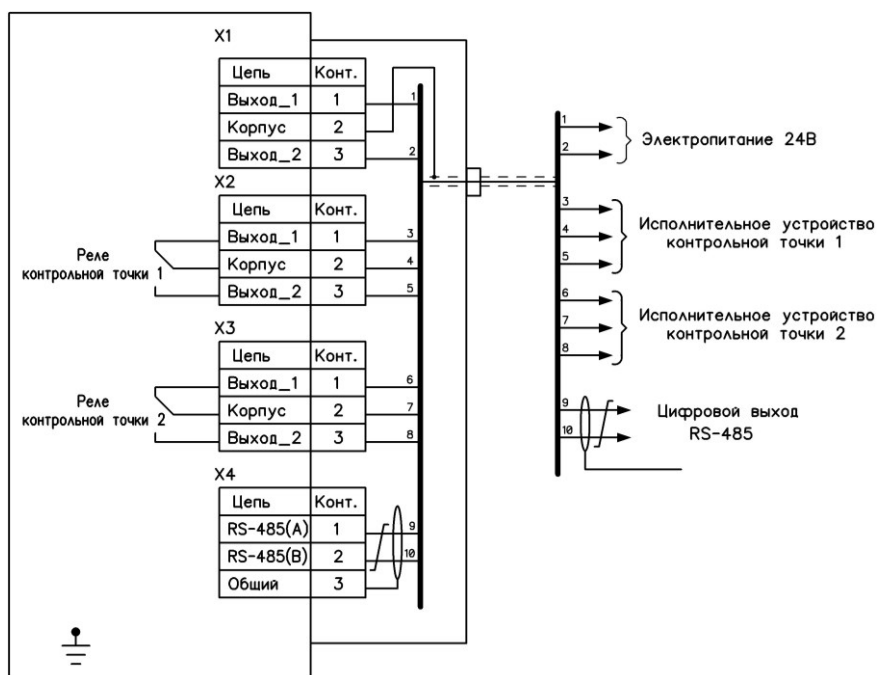 X1
Цепь Конт.
Выход_1 1
Корпус 2
Выход_2 3
1
2
X2
Цепь Конт.
Выход_1 1
Корпус 2
Выход_2 3
3
4
5
Реле
контрольной точки 1
X3
Цепь Конт.
Выход_1 1
Корпус 2
Выход_2 3
6
7
8
Реле
контрольной точки 2
X4
Цепь Конт.
RS-485(A) 1
RS-485(B) 2
Общий 3
9
10
1
2
Электропитание 24В
3
4
5
Исполнительное устройство
контрольной точки 1
6
7
8
Исполнительное устройство
контрольной точки 2
9
10
Цифровой выход
RS-485